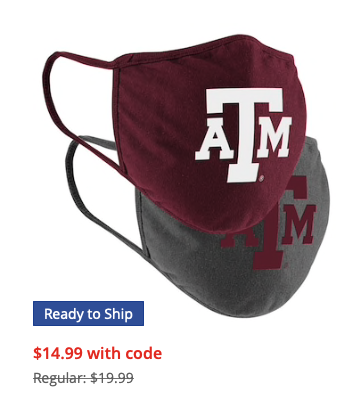 ATM
®
ATM
Ready to Ship
$14.99 with code
Regular: $19.99